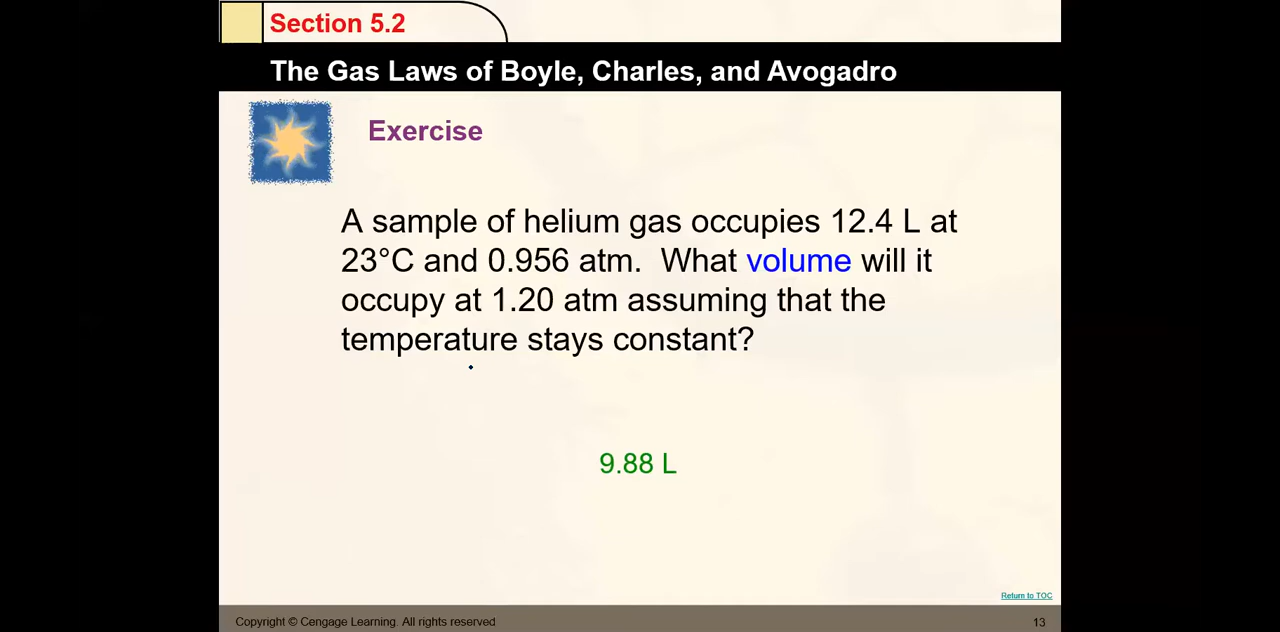 Section 5.2
The Gas Laws of Boyle, Charles, and Avogadro
Exercise
A sample of helium gas occupies 12.4 L at
23°C and 0.956 atm.  What volume will it
occupy at 1.20 atm assuming that the
temperature stays constant?
9.88 L
Return to TOC
Copyright © Cengage Learning. All rights reserved
13